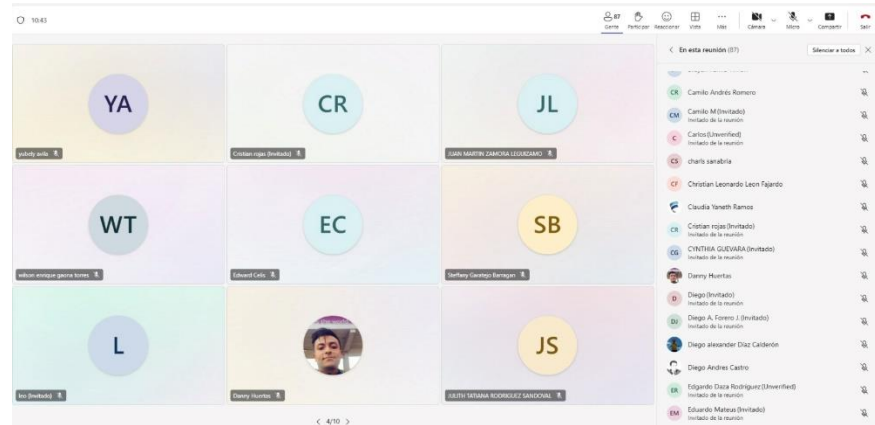 10:43
87
Gente
Participar
Reaccionar
Vista
Más
Cámara
Micro
Compartir
Salir
En esta reunión (87)
Silenciar a todos
YA
yubely avila
CR
Cristian rojas (Invitado)
JL
JUAN MARTIN ZAMORA LEGUIZAMO
WT
wilson enrique gaona torres
EC
Edward Celis
SB
Steffany Garatejo Barragan
L
lno (Invitado)
Danny Huertas
JS
JULITH TATIANA RODRIGUEZ SANDOVAL
4/10
CR
Camilo Andrés Romero
CM
Camilo M (Invitado)
Invitado de la reunión
C
Carlos (Unverified)
Invitado de la reunión
CS
charls sanabria
CF
Christian Leonardo Leon Fajardo
Claudia Yaneth Ramos
CR
Cristian rojas (Invitado)
Invitado de la reunión
CG
CYNTHIA GUEVARA (Invitado)
Invitado de la reunión
Danny Huertas
D
Diego (Invitado)
Invitado de la reunión
DJ
Diego A. Forero J. (Invitado)
Invitado de la reunión
Diego alexander Díaz Calderón
Diego Andres Castro
ER
Edgardo Daza Rodriguez (Unverified)
Invitado de la reunión
EM
Eduardo Mateus (Invitado)
Invitado de la reunión